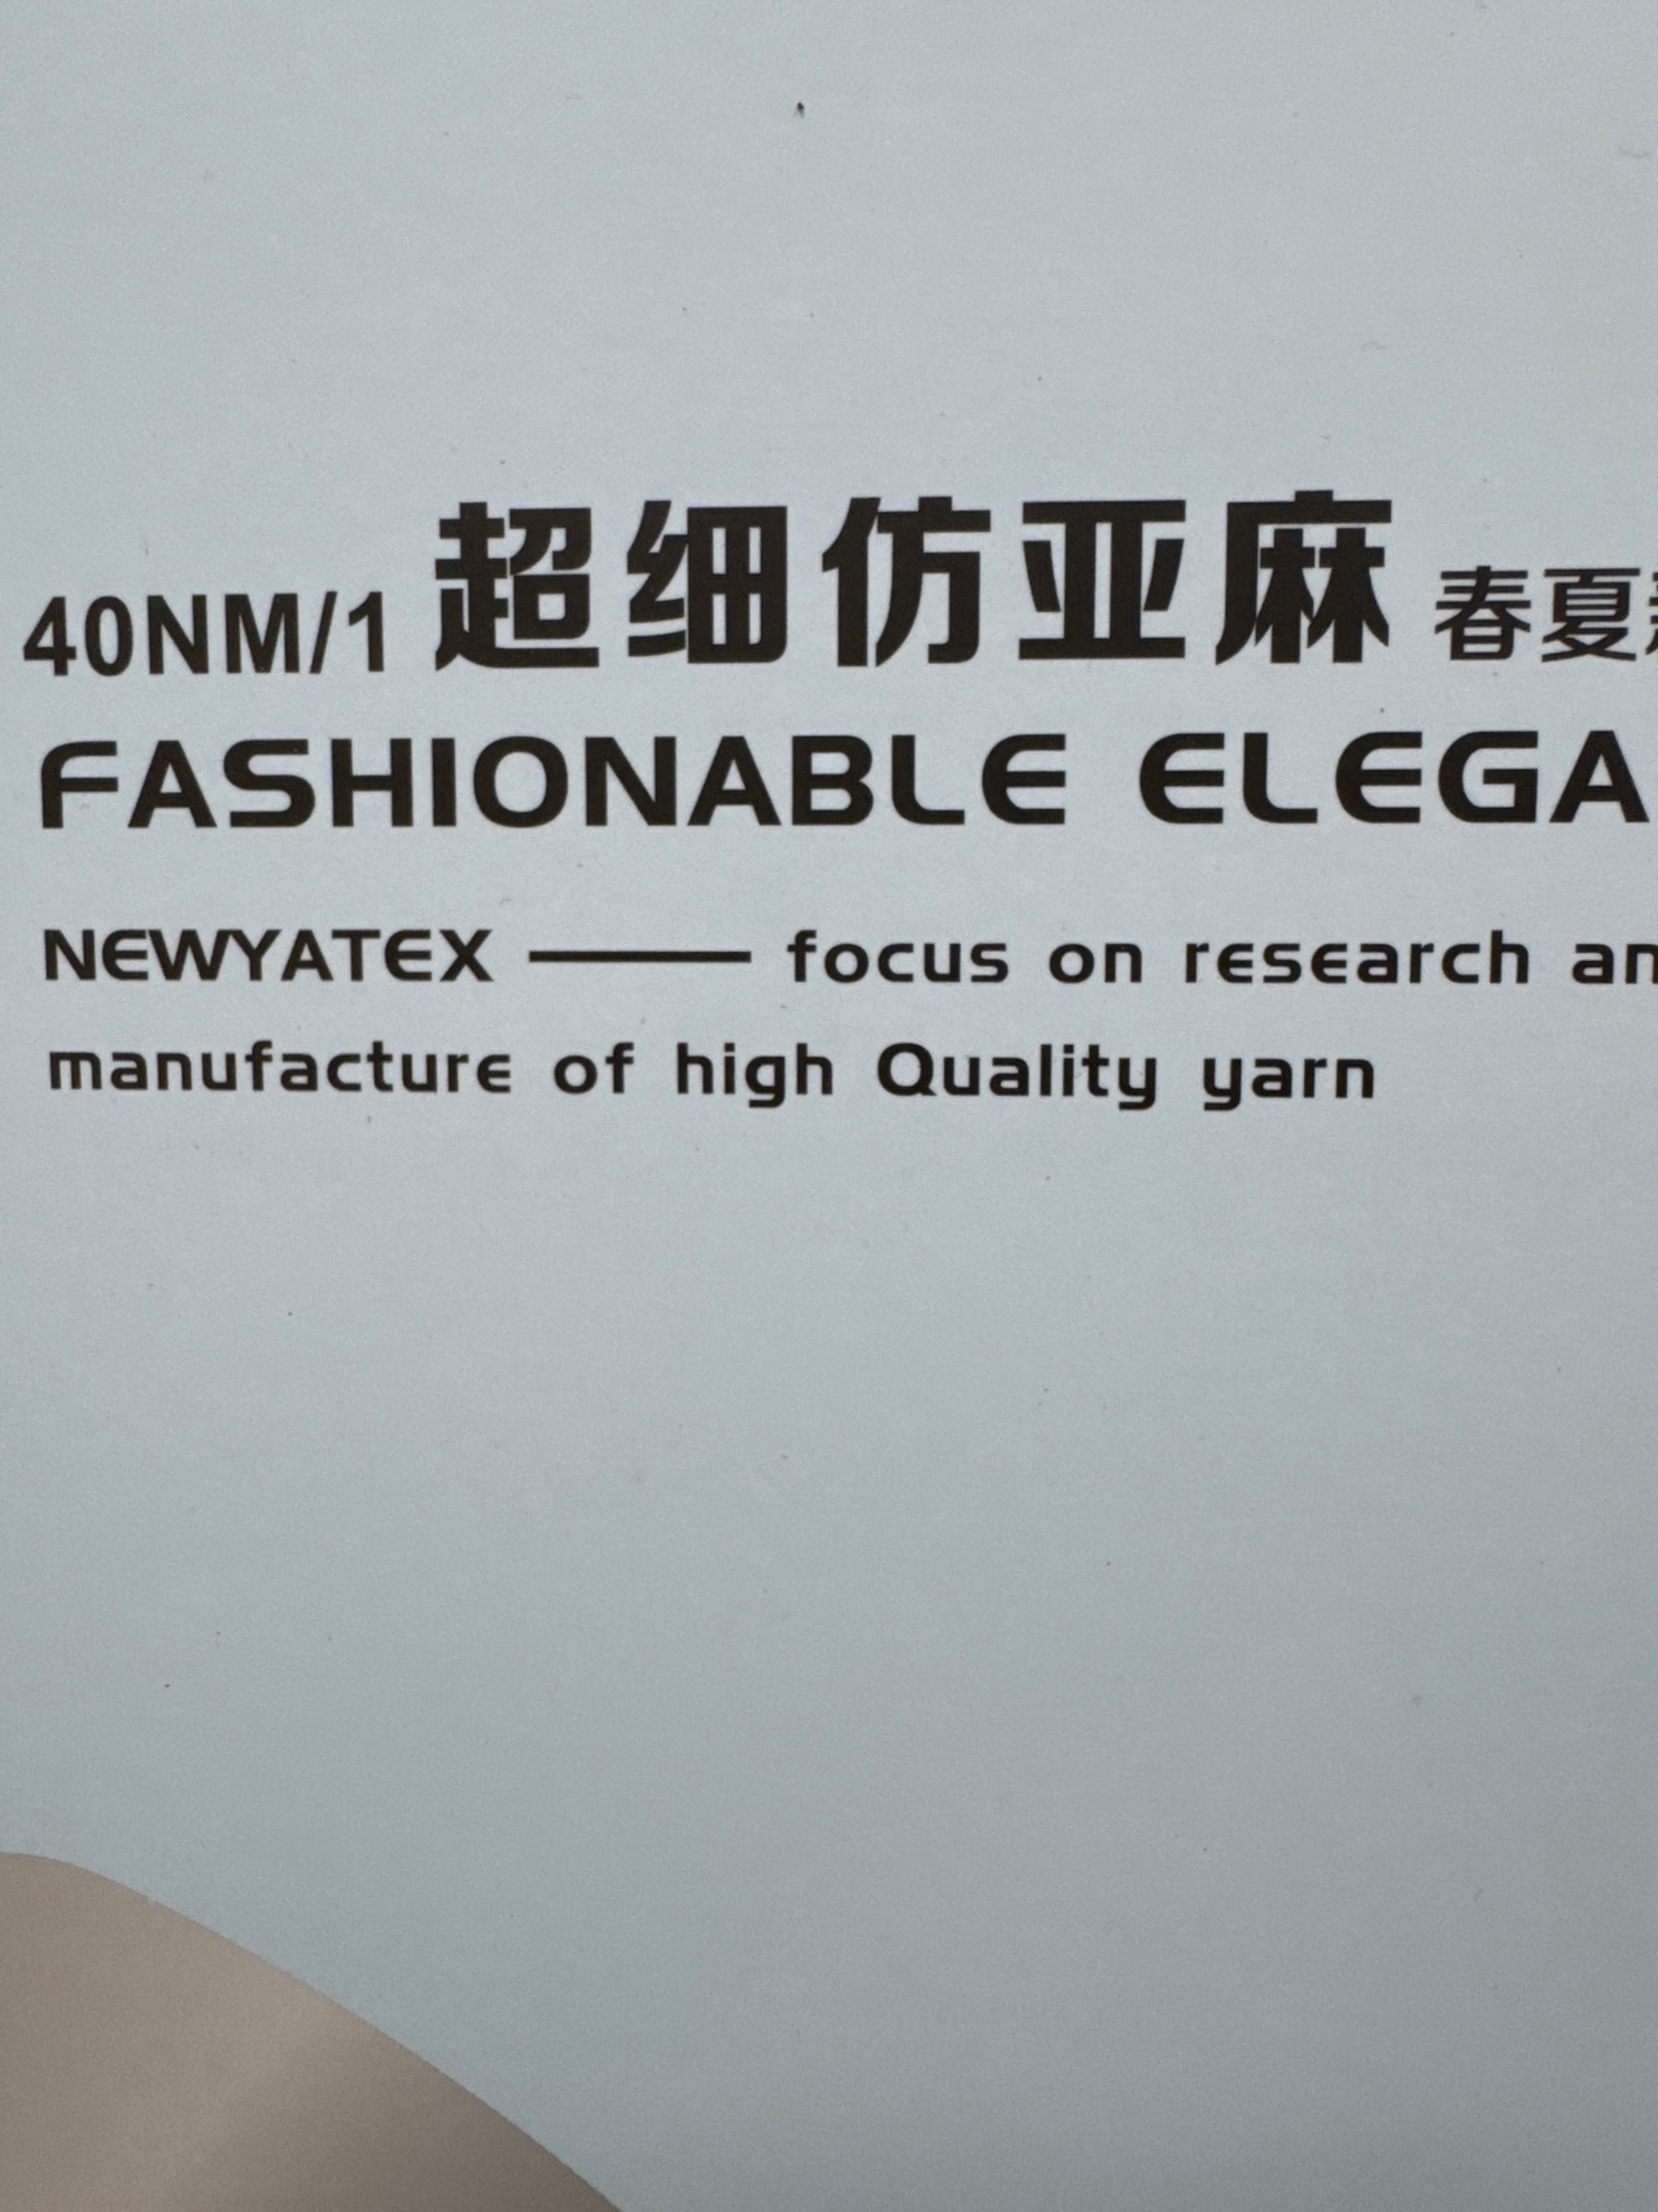 40NM/1 超细仿亚麻 春夏
FASHIONABLE ELEGA
NEWYATEX —— focus on research an
manufacture of high Quality yarn